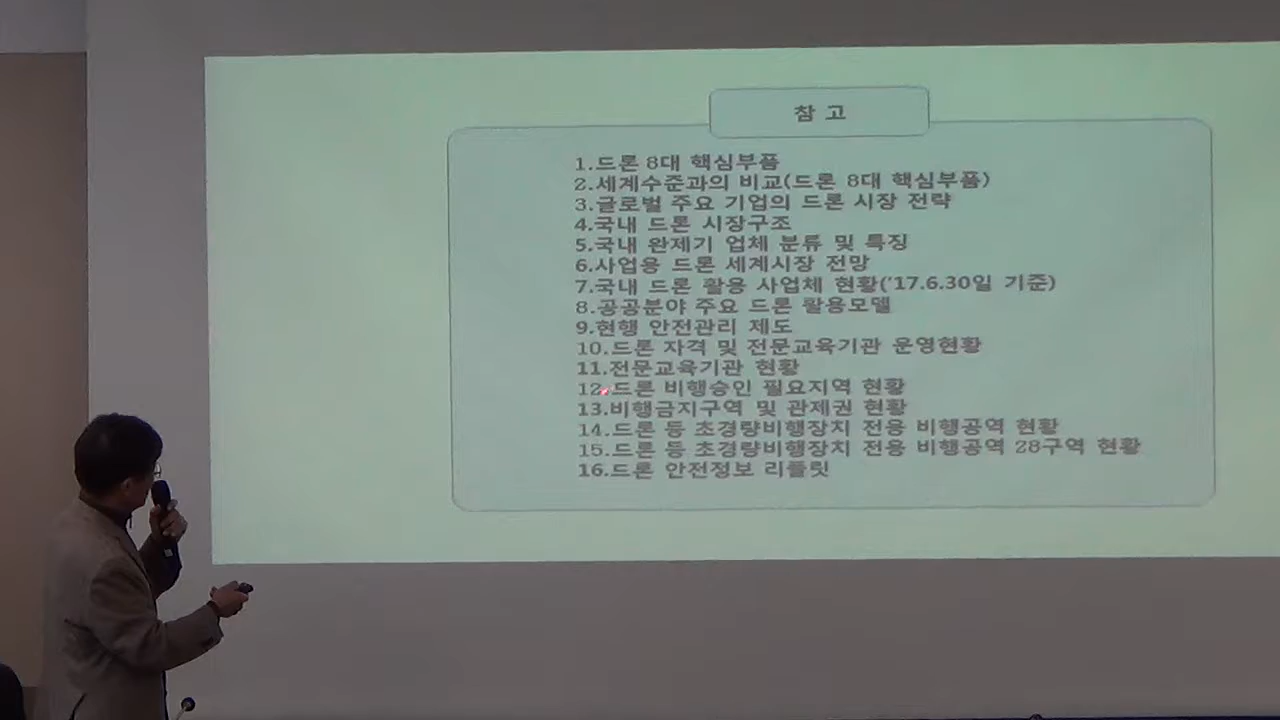 참 고
1.드론 8대 핵심부품
2.세계수준과의 비교(드론 8대 핵심부품)
3.글로벌 주요 기업의 드론 시장 전략
4.국내 드론 시장구조
5.국내 완제기 업체 분류 및 특징
6.사업용 드론 세계시장 전망
7.국내 드론 활용 사업체 현황('17.6.30일 기준)
8.공공분야 주요 드론 활용모델
9.현행 안전관리 제도
10.드론 자격 및 전문교육기관 운영현황
11.전문교육기관 현황
12.드론 비행승인 필요지역 현황
13.비행금지구역 및 관제권 현황
14.드론 등 초경량비행장치 전용 비행공역 현황
15.드론 등 초경량비행장치 전용 비행공역 28구역 현황
16.드론 안전정보 리플릿